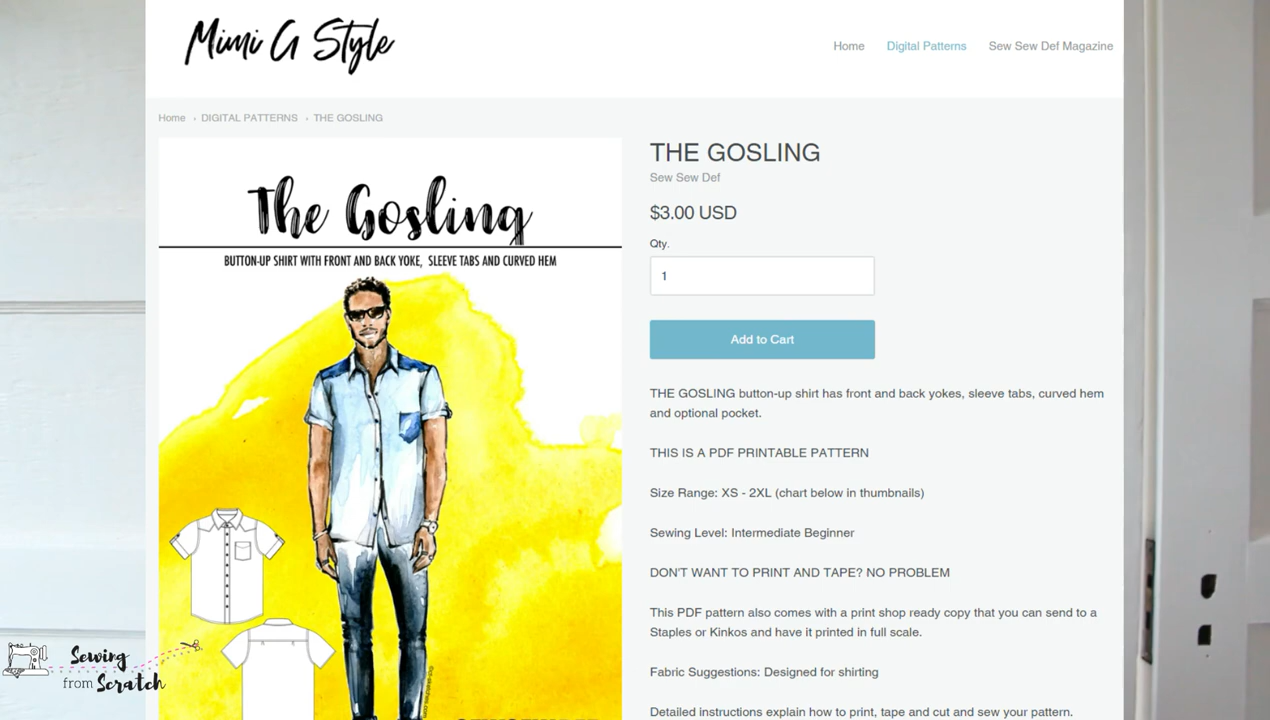 Mimi G Style
Home
Digital Patterns
Sew Sew Def Magazine
Home › DIGITAL PATTERNS › THE GOSLING
The Gosling
BUTTON-UP SHIRT WITH FRONT AND BACK YOKE, SLEEVE TABS AND CURVED HEM
THE GOSLING
Sew Sew Def
$3.00 USD
Qty.
1
Add to Cart
THE GOSLING button-up shirt has front and back yokes, sleeve tabs, curved hem
and optional pocket.
THIS IS A PDF PRINTABLE PATTERN
Size Range: XS - 2XL (chart below in thumbnails)
Sewing Level: Intermediate Beginner
DON'T WANT TO PRINT AND TAPE? NO PROBLEM
This PDF pattern also comes with a print shop ready copy that you can send to a
Staples or Kinkos and have it printed in full scale.
Fabric Suggestions: Designed for shirting
Detailed instructions explain how to print, tape and cut and sew your pattern.
Sewing
from Scratch